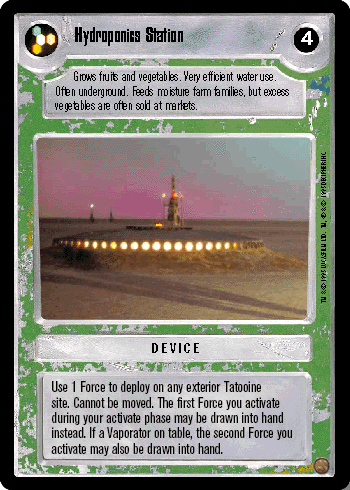 Hydroponics Station
4
Grows fruits and vegetables. Very efficient water use.
Often underground. Feeds moisture farm families, but excess
vegetables are often sold at markets.
DEVICE
Use 1 Force to deploy on any exterior Tatooine
site. Cannot be moved. The first Force you activate
during your activate phase may be drawn into hand
instead. If a Vaporator on table, the second Force you
activate may also be drawn into hand.